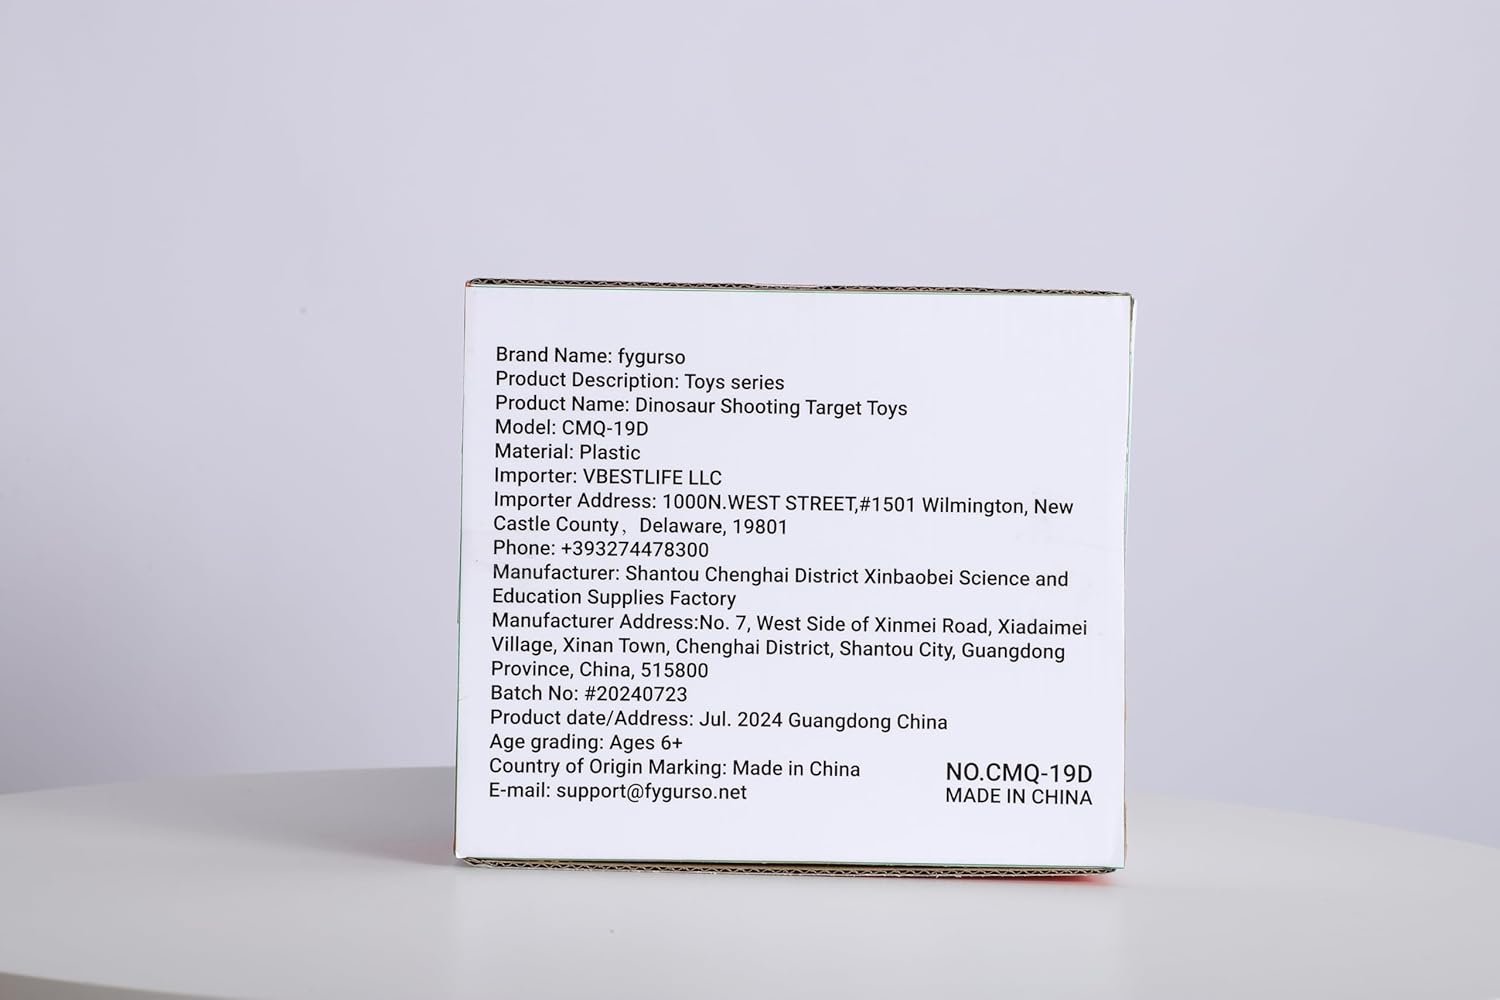 Brand Name: fygurso
Product Description: Toys series
Product Name: Dinosaur Shooting Target Toys
Model: CMQ-19D
Material: Plastic
Importer: VBESTLIFE LLC
Importer Address: 1000N.WEST STREET,#1501 Wilmington, New
Castle County，Delaware, 19801
Phone: +393274478300
Manufacturer: Shantou Chenghai District Xinbaobei Science and
Education Supplies Factory
Manufacturer Address:No. 7, West Side of Xinmei Road, Xiadaimei
Village, Xinan Town, Chenghai District, Shantou City, Guangdong
Province, China, 515800
Batch No: #20240723
Product date/Address: Jul. 2024 Guangdong China
Age grading: Ages 6+
Country of Origin Marking: Made in China
E-mail: support@fygurso.net
NO.CMQ-19D
MADE IN CHINA